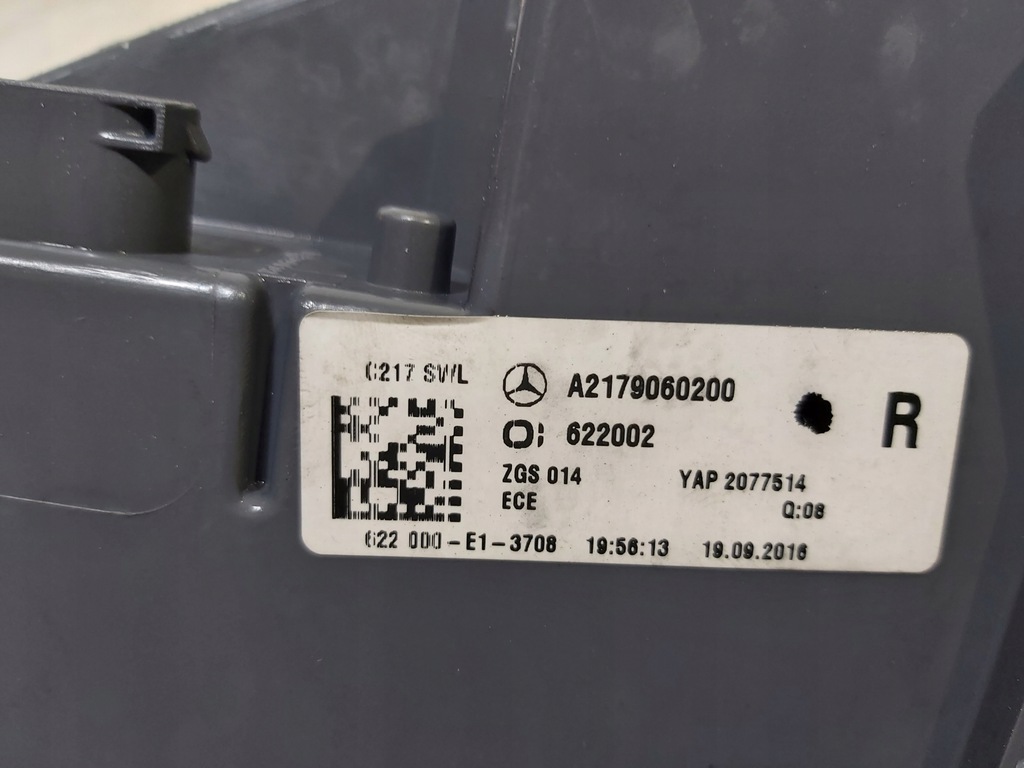 C217 SWL
A2179060200
622002
R
ZGS 014
YAP 2077514
ECE
Q:08
622 000-E1-3708 19:56:13 19.09.2016